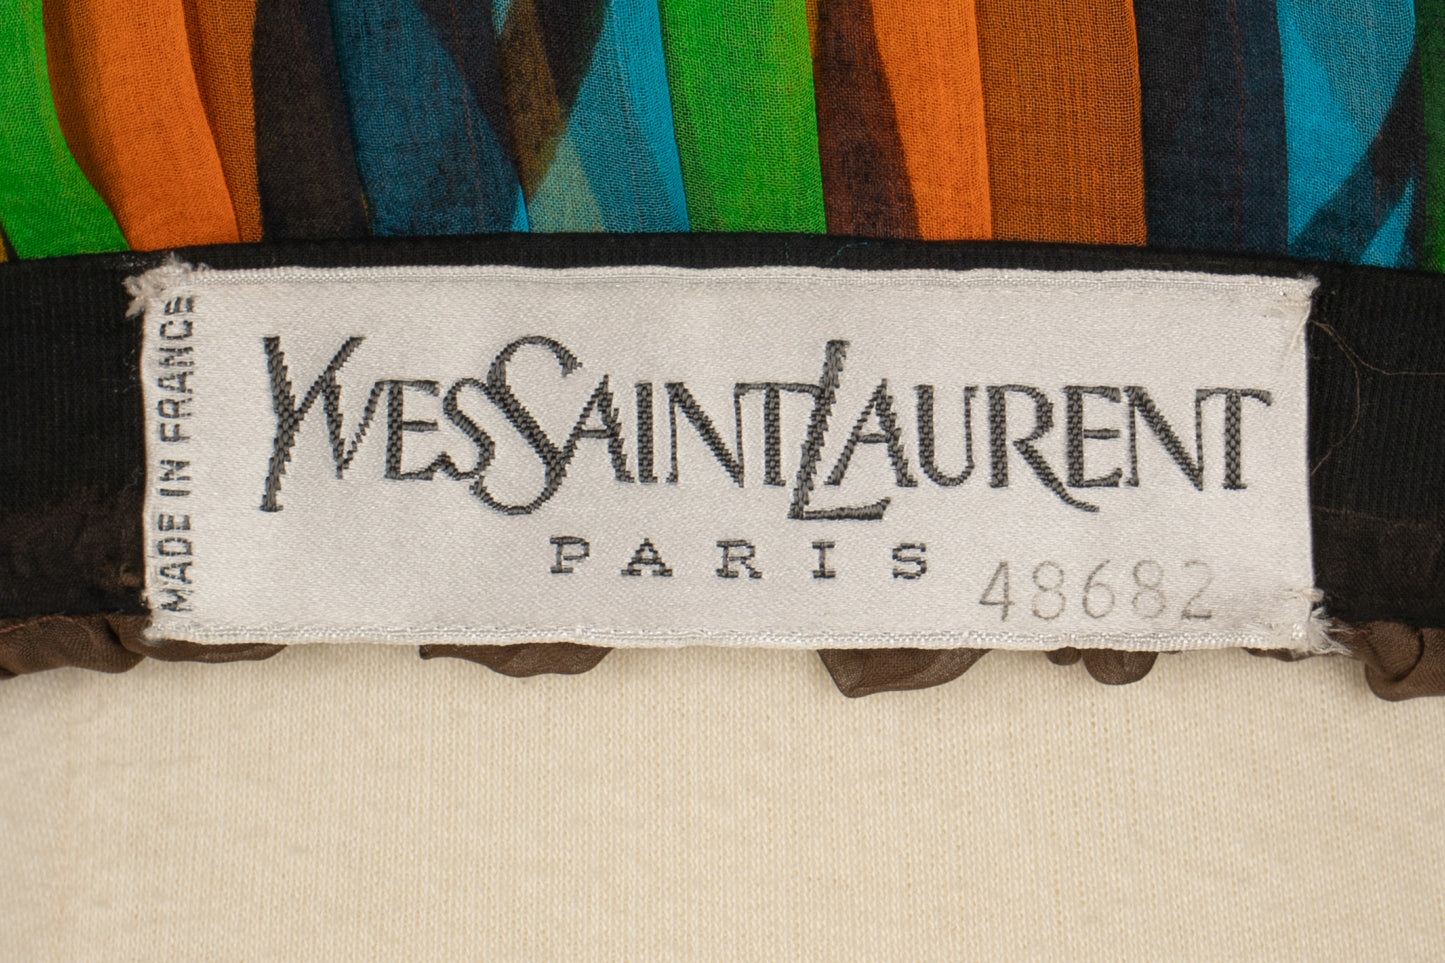 MADE IN FRANCE
YVESSAINTLAURENT
PARIS
48682